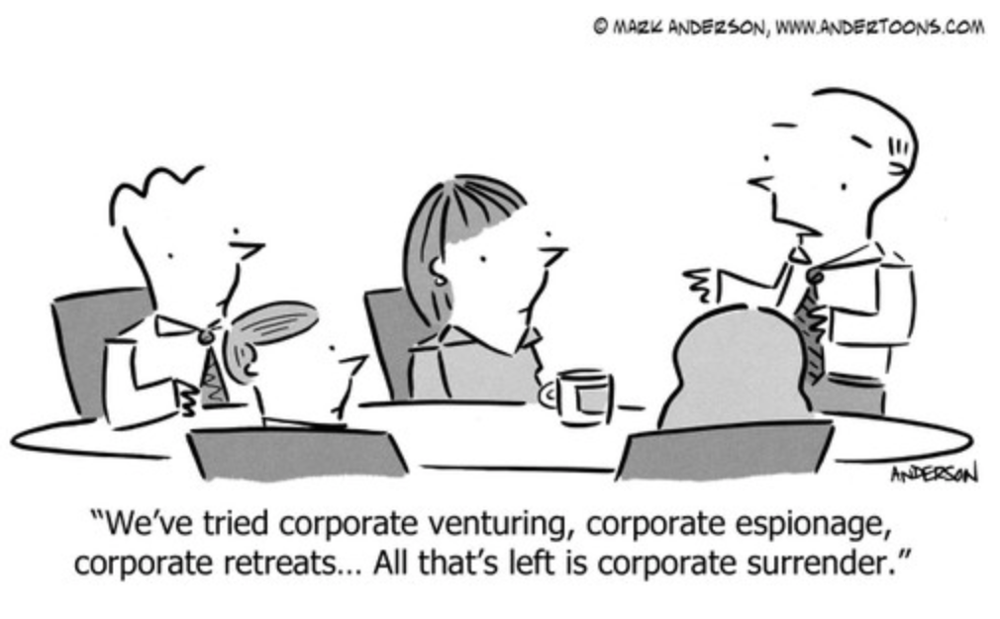 © MARK ANDERSON, WWW.ANDERTOONS.COM
ANDERSON
“We’ve tried corporate venturing, corporate espionage,
corporate retreats... All that’s left is corporate surrender.”